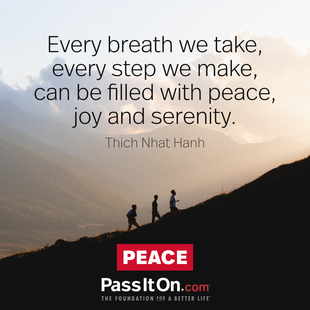 Every breath we take,
every step we make,
can be filled with peace,
joy and serenity.
Thich Nhat Hanh
PEACE
PassItOn.com®
THE FOUNDATION FOR A BETTER LIFE®